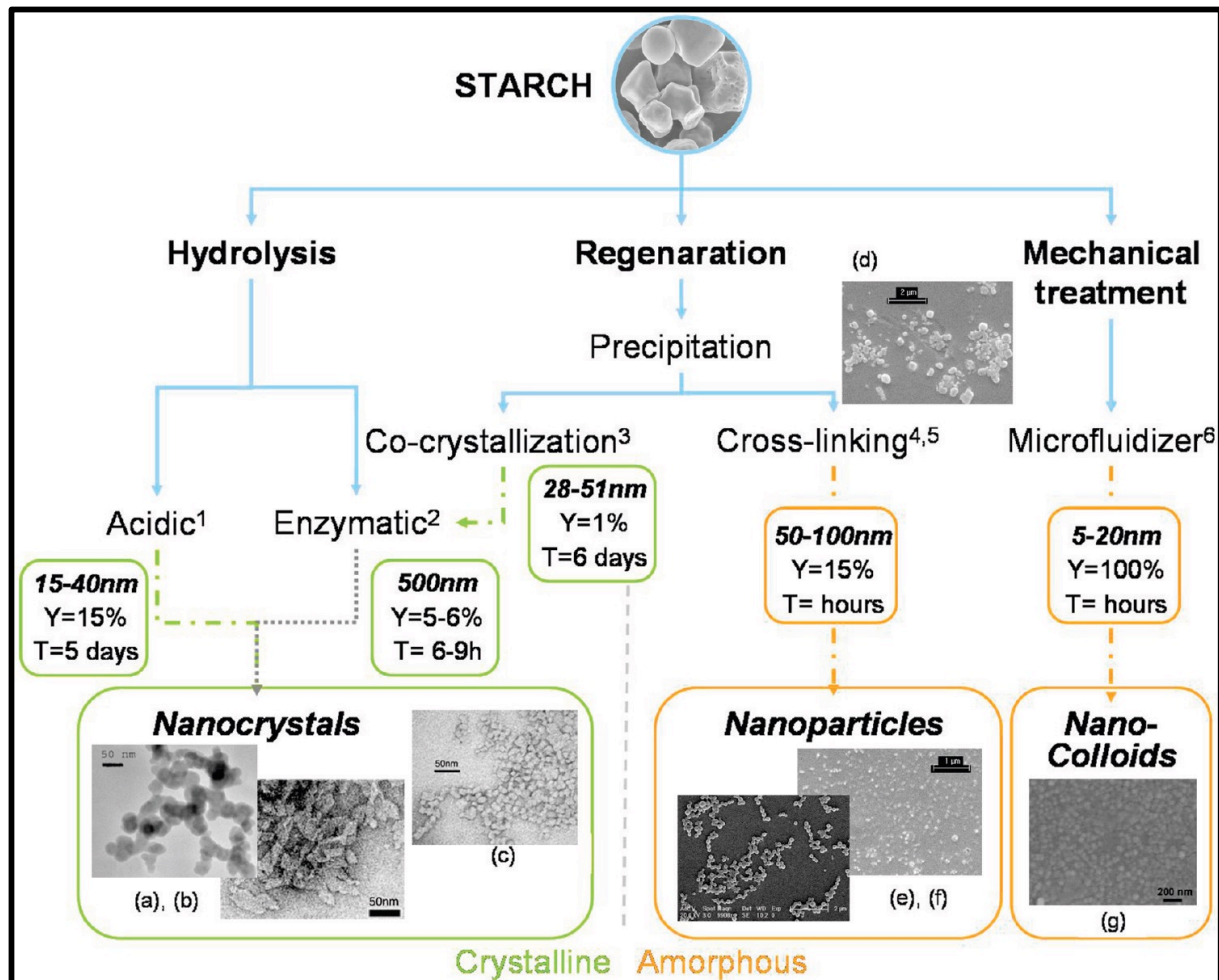 STARCH
Hydrolysis
Regenaration
Mechanical
treatment
(d)
2 µm
Precipitation
Co-crystallization³
Cross-linking⁴,⁵
Microfluidizer⁶
Acidic¹
Enzymatic²
28-51nm
Y=1%
T=6 days
50-100nm
Y=15%
T= hours
5-20nm
Y=100%
T= hours
15-40nm
Y=15%
T=5 days
500nm
Y=5-6%
T= 6-9h
Nanocrystals
50 nm
(a), (b)
50nm
50nm
(c)
Nanoparticles
1 µm
2 µm
(e), (f)
Nano-
Colloids
200 nm
(g)
Crystalline
Amorphous